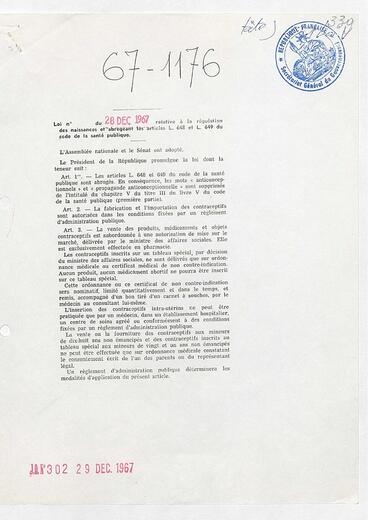 339
67-1176
RÉPUBLIQUE FRANÇAISE
Secrétariat Général du Gouvernement
Loi n° du 28 DEC 1967 relative à la régulation
des naissances et abrogeant les articles L. 648 et L. 649 du
code de la santé publique.
L'Assemblée nationale et le Sénat ont adopté,
Le Président de la République promulgue la loi dont la
teneur suit :
Art. 1er. — Les articles L. 648 et L. 649 du code de la santé
publique sont abrogés. En conséquence, les mots « anticoncep-
tionnels » et « propagande anticonceptionnelle » sont supprimés
de l'intitulé du chapitre V du titre III du livre V du code
de la santé publique (première partie).
Art. 2. — La fabrication et l'importation des contraceptifs
sont autorisées dans les conditions fixées par un règlement
d'administration publique.
Art. 3. — La vente des produits, médicaments et objets
contraceptifs est subordonnée à une autorisation de mise sur le
marché, délivrée par le ministre des affaires sociales. Elle
est exclusivement effectuée en pharmacie.
Les contraceptifs inscrits sur un tableau spécial, par décision
du ministre des affaires sociales, ne sont délivrés que sur ordon-
nance médicale ou certificat médical de non contre-indication.
Aucun produit, aucun médicament abortif ne pourra être inscrit
sur ce tableau spécial.
Cette ordonnance ou ce certificat de non contre-indication
sera nominatif, limité quantitativement et dans le temps, et
remis, accompagné d'un bon tiré d'un carnet à souches, par le
médecin au consultant lui-même.
L'insertion des contraceptifs intra-utérins ne peut être
pratiquée que par un médecin, dans un établissement hospitalier,
un centre de soins agréé ou conformément à des conditions
fixées par un règlement d'administration publique.
La vente ou la fourniture des contraceptifs aux mineurs
de dix-huit ans non émancipés et des contraceptifs inscrits au
tableau spécial aux mineurs de vingt et un ans non émancipés
ne peut être effectuée que sur ordonnance médicale constatant
le consentement écrit de l'un des parents ou du représentant
légal.
Un règlement d'administration publique déterminera les
modalités d'application du présent article.
302 29 DEC. 1967